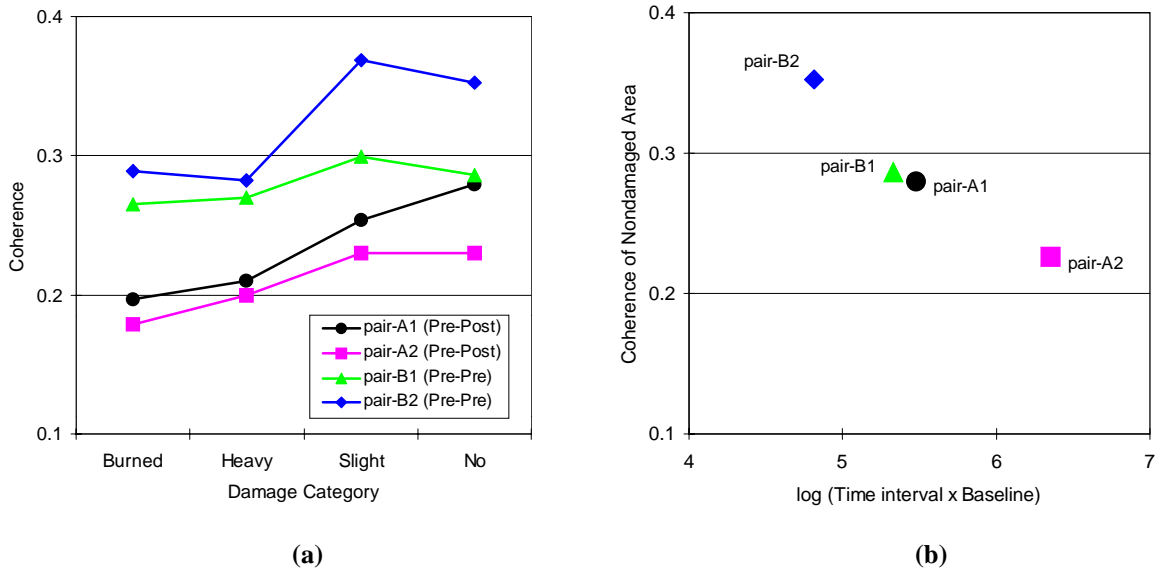 0.4
0.3
0.2
0.1
Coherence
Burned Heavy Slight No
Damage Category
pair-A1 (Pre-Post)
pair-A2 (Pre-Post)
pair-B1 (Pre-Pre)
pair-B2 (Pre-Pre)
(a)
0.4
0.3
0.2
0.1
Coherence of Nondamaged Area
pair-B2
pair-B1
pair-A1
pair-A2
4 5 6 7
log (Time interval x Baseline)
(b)